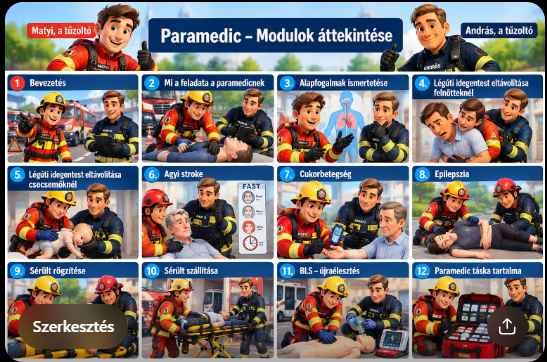 Matyi, a tűzoltó
Paramedic – Modulok áttekintése
András, a tűzoltó
1 Bevezetés
2 Mi a feladata a paramedicnek
3. Alapfogalmak ismertetése
4. Légúti idegentest eltávolítása
felnőtteknél
5 Légúti idegentest eltávolítása
csecsemőknél
6. Agyi stroke
FAST
7. Cukorbetegség
8. Epilepszia
9. Sérült rögzítése
10 Sérült szállítása
11. BLS – újraélesztés
12 Paramedic táska tartalma
Szerkesztés